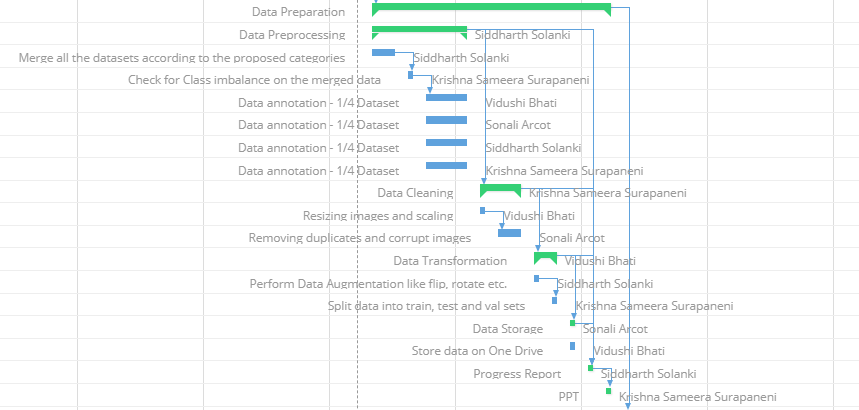 Data Preparation
Data Preprocessing Siddharth Solanki
Merge all the datasets according to the proposed categories Siddharth Solanki
Check for Class imbalance on the merged data Krishna Sameera Surapaneni
Data annotation - 1/4 Dataset Vidushi Bhati
Data annotation - 1/4 Dataset Sonali Arcot
Data annotation - 1/4 Dataset Siddharth Solanki
Data annotation - 1/4 Dataset Krishna Sameera Surapaneni
Data Cleaning Krishna Sameera Surapaneni
Resizing images and scaling Vidushi Bhati
Removing duplicates and corrupt images Sonali Arcot
Data Transformation Vidushi Bhati
Perform Data Augmentation like flip, rotate etc. Siddharth Solanki
Split data into train, test and val sets Krishna Sameera Surapaneni
Data Storage Sonali Arcot
Store data on One Drive Vidushi Bhati
Progress Report Siddharth Solanki
PPT Krishna Sameera Surapaneni